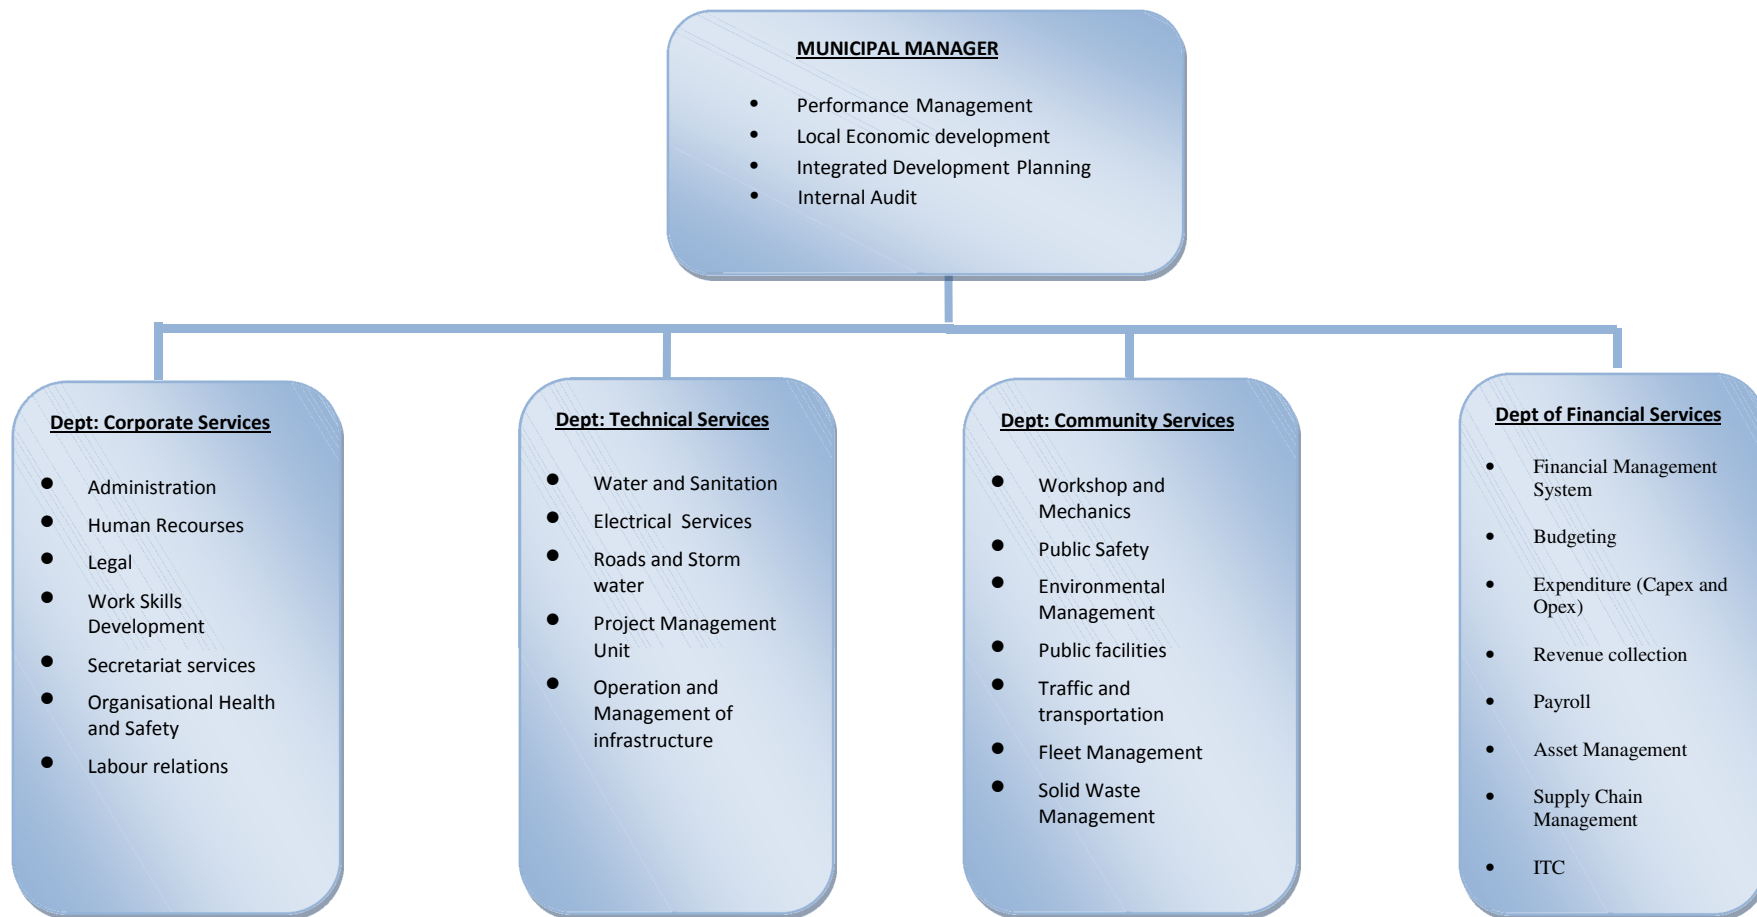 MUNICIPAL MANAGER
• Performance Management
• Local Economic development
• Integrated Development Planning
• Internal Audit
Dept: Corporate Services
• Administration
• Human Recourses
• Legal
• Work Skills
Development
• Secretariat services
• Organisational Health
and Safety
• Labour relations
Dept: Technical Services
• Water and Sanitation
• Electrical Services
• Roads and Storm
water
• Project Management
Unit
• Operation and
Management of
infrastructure
Dept: Community Services
• Workshop and
Mechanics
• Public Safety
• Environmental
Management
• Public facilities
• Traffic and
transportation
• Fleet Management
• Solid Waste
Management
Dept of Financial Services
• Financial Management
System
• Budgeting
• Expenditure (Capex and
Opex)
• Revenue collection
• Payroll
• Asset Management
• Supply Chain
Management
• ITC